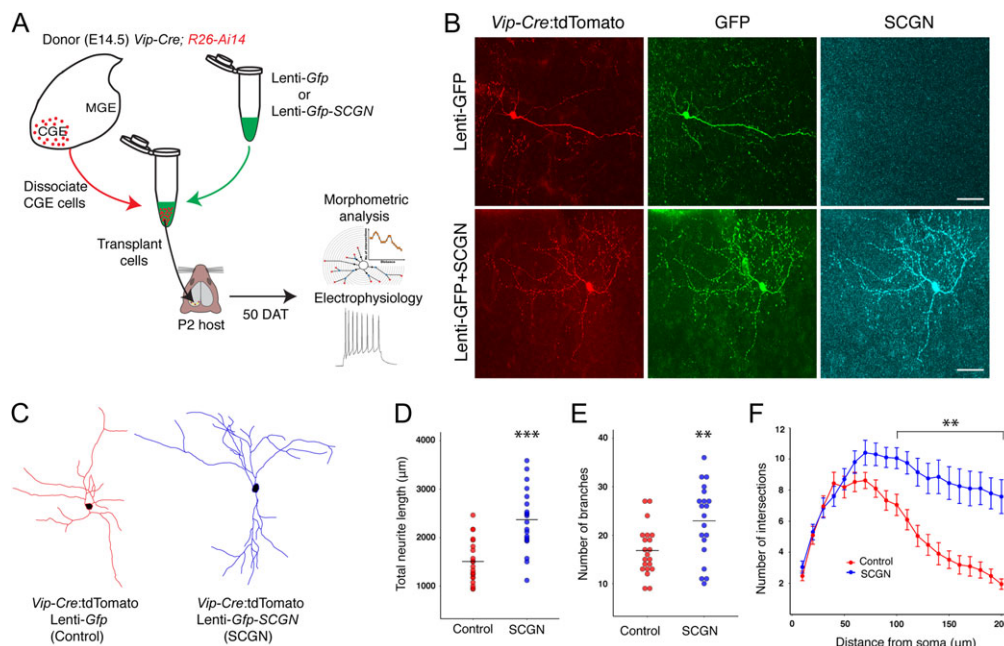 A
Donor (E14.5) Vip-Cre; R26-Ai14
MGE
CGE
Lenti-Gfp
or
Lenti-Gfp-SCGN
Dissociate
CGE cells
Transplant
cells
P2 host
50 DAT
Morphometric
analysis
Electrophysiology
B
Vip-Cre:tdTomato
GFP
SCGN
Lenti-GFP
Lenti-GFP+SCGN
C
Vip-Cre:tdTomato
Lenti-Gfp
(Control)
Vip-Cre:tdTomato
Lenti-Gfp-SCGN
(SCGN)
D
***
Total neurite length (μm)
4000
3000
2000
1000
Control
SCGN
E
**
Number of branches
40
30
20
10
Control
SCGN
F
**
Number of intersections
12
10
8
6
4
2
0
Control
SCGN
0
50
100
150
20
Distance from soma (um)